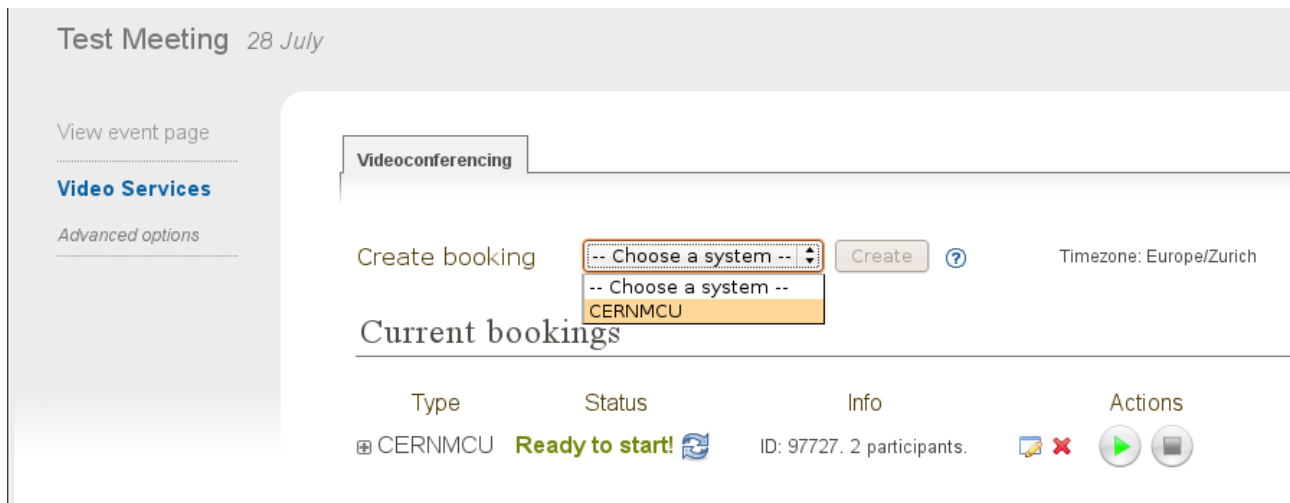 Test Meeting 28 July
View event page
Video Services
Advanced options
Videoconferencing
Create booking -- Choose a system -- Create ? Timezone: Europe/Zurich
-- Choose a system --
CERNMCU
Current bookings
Type Status Info Actions
CERNMCU Ready to start! ID: 97727. 2 participants.